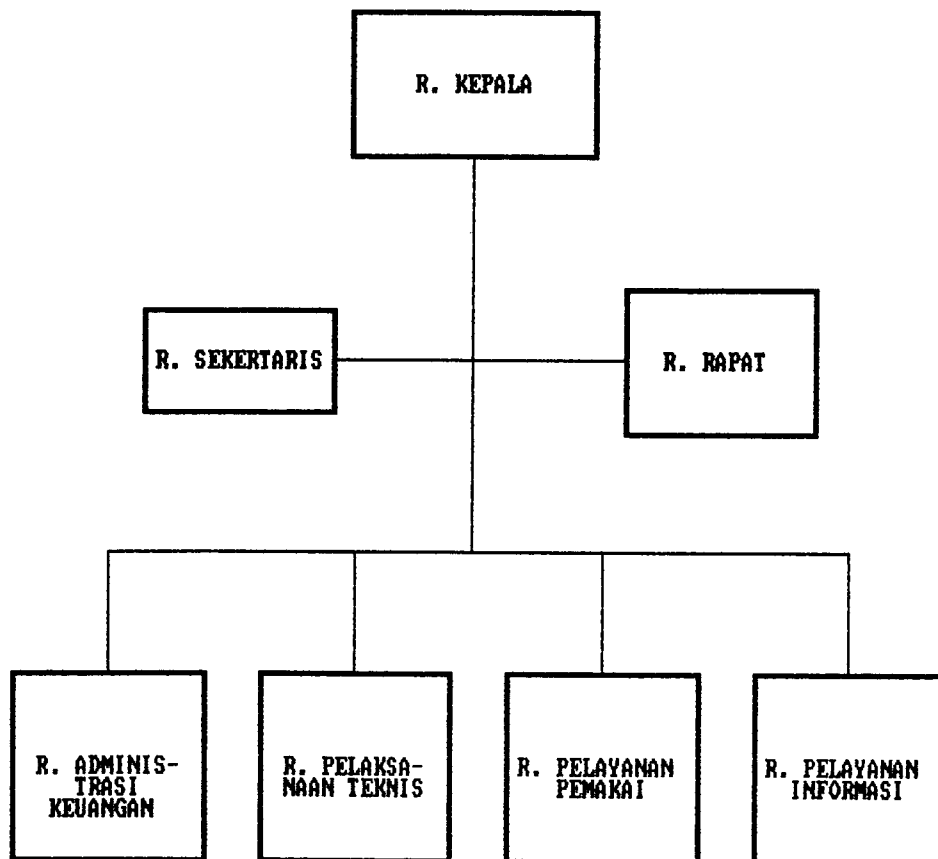 R. KEPALA
R. SEKERTARIS
R. RAPAT
R. ADMINIS-
TRASI
KEUANGAN
R. PELAKSA-
NAAN TEKNIS
R. PELAYANAN
PEMAKAI
R. PELAYANAN
INFORMASI